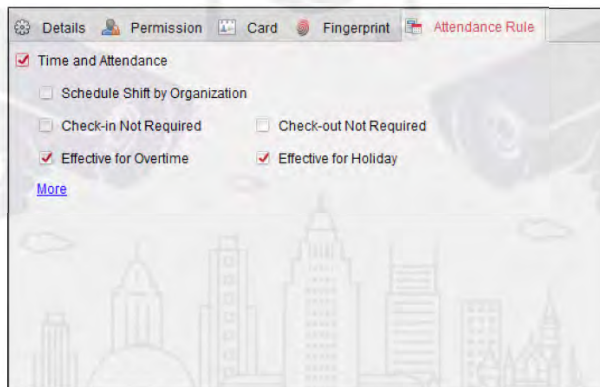 Details Permission Card Fingerprint Attendance Rule
Time and Attendance
Schedule Shift by Organization
Check-in Not Required Check-out Not Required
Effective for Overtime Effective for Holiday
More